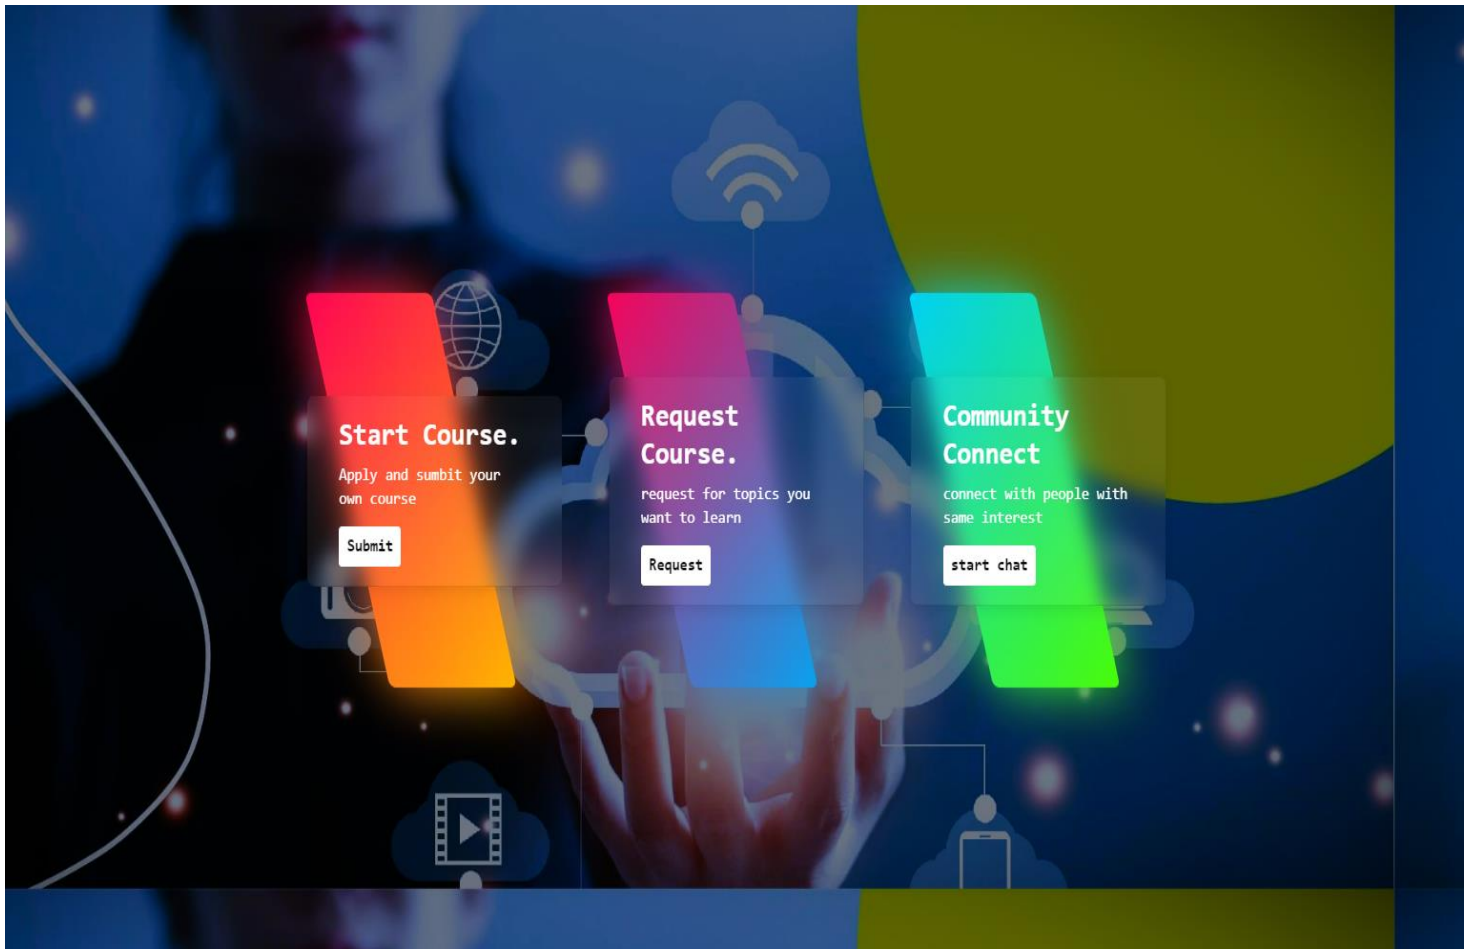 Start Course.
Apply and sumbit your
own course
Submit
Request
Course.
request for topics you
want to learn
Request
Community
Connect
connect with people with
same interest
start chat